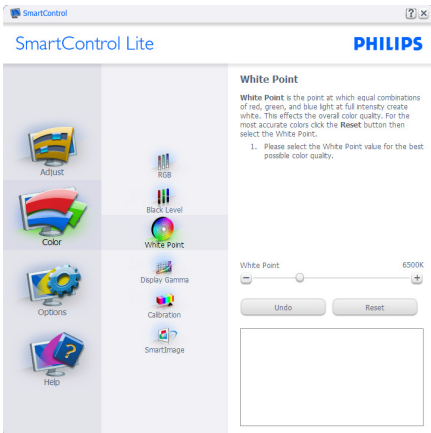 SmartControl
SmartControl Lite
PHILIPS
Adjust
Color
Options
Help
RGB
Black Level
White Point
Display Gamma
Calibration
SmartImage
White Point
White Point is the point at which equal combinations
of red, green, and blue light at full intensity create
white. This effects the overall color quality. For the
most accurate colors click the Reset button then
select the White Point.
1. Please select the White Point value for the best
possible color quality.
White Point 6500K
Undo Reset